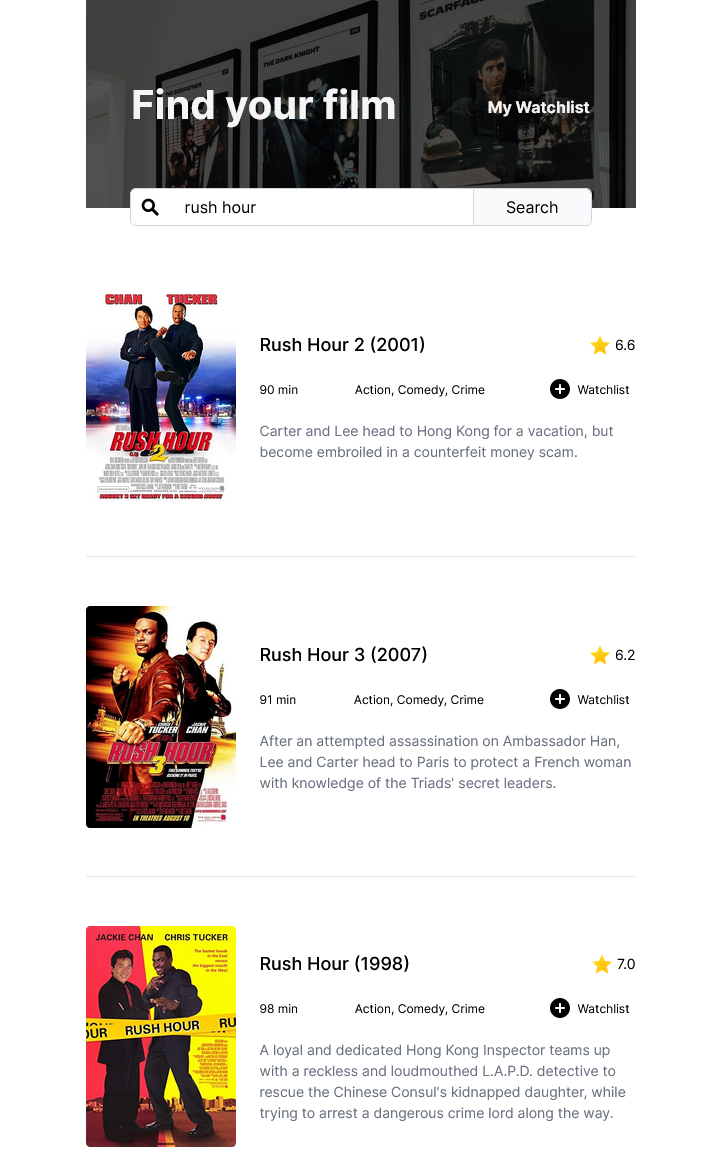 SCARFACE
THE DARK KNIGHT
GODFATHER
Find your film
My Watchlist
rush hour
Search
CHAN TUCKER
RUSH HOUR
2
AUGUST 3 GET READY FOR A SECOND RUSH!
Rush Hour 2 (2001)
6.6
90 min
Action, Comedy, Crime
Watchlist
Carter and Lee head to Hong Kong for a vacation, but
become embroiled in a counterfeit money scam.
CHRIS TUCKER
JACKIE CHAN
RUSH HOUR
3
IN THEATRES AUGUST 10
Rush Hour 3 (2007)
6.2
91 min
Action, Comedy, Crime
Watchlist
After an attempted assassination on Ambassador Han,
Lee and Carter head to Paris to protect a French woman
with knowledge of the Triads' secret leaders.
JACKIE CHAN CHRIS TUCKER
The fastest hands
in the East
versus
the biggest mouth
in the West.
RUSH HOUR
Rush Hour (1998)
7.0
98 min
Action, Comedy, Crime
Watchlist
A loyal and dedicated Hong Kong Inspector teams up
with a reckless and loudmouthed L.A.P.D. detective to
rescue the Chinese Consul's kidnapped daughter, while
trying to arrest a dangerous crime lord along the way.